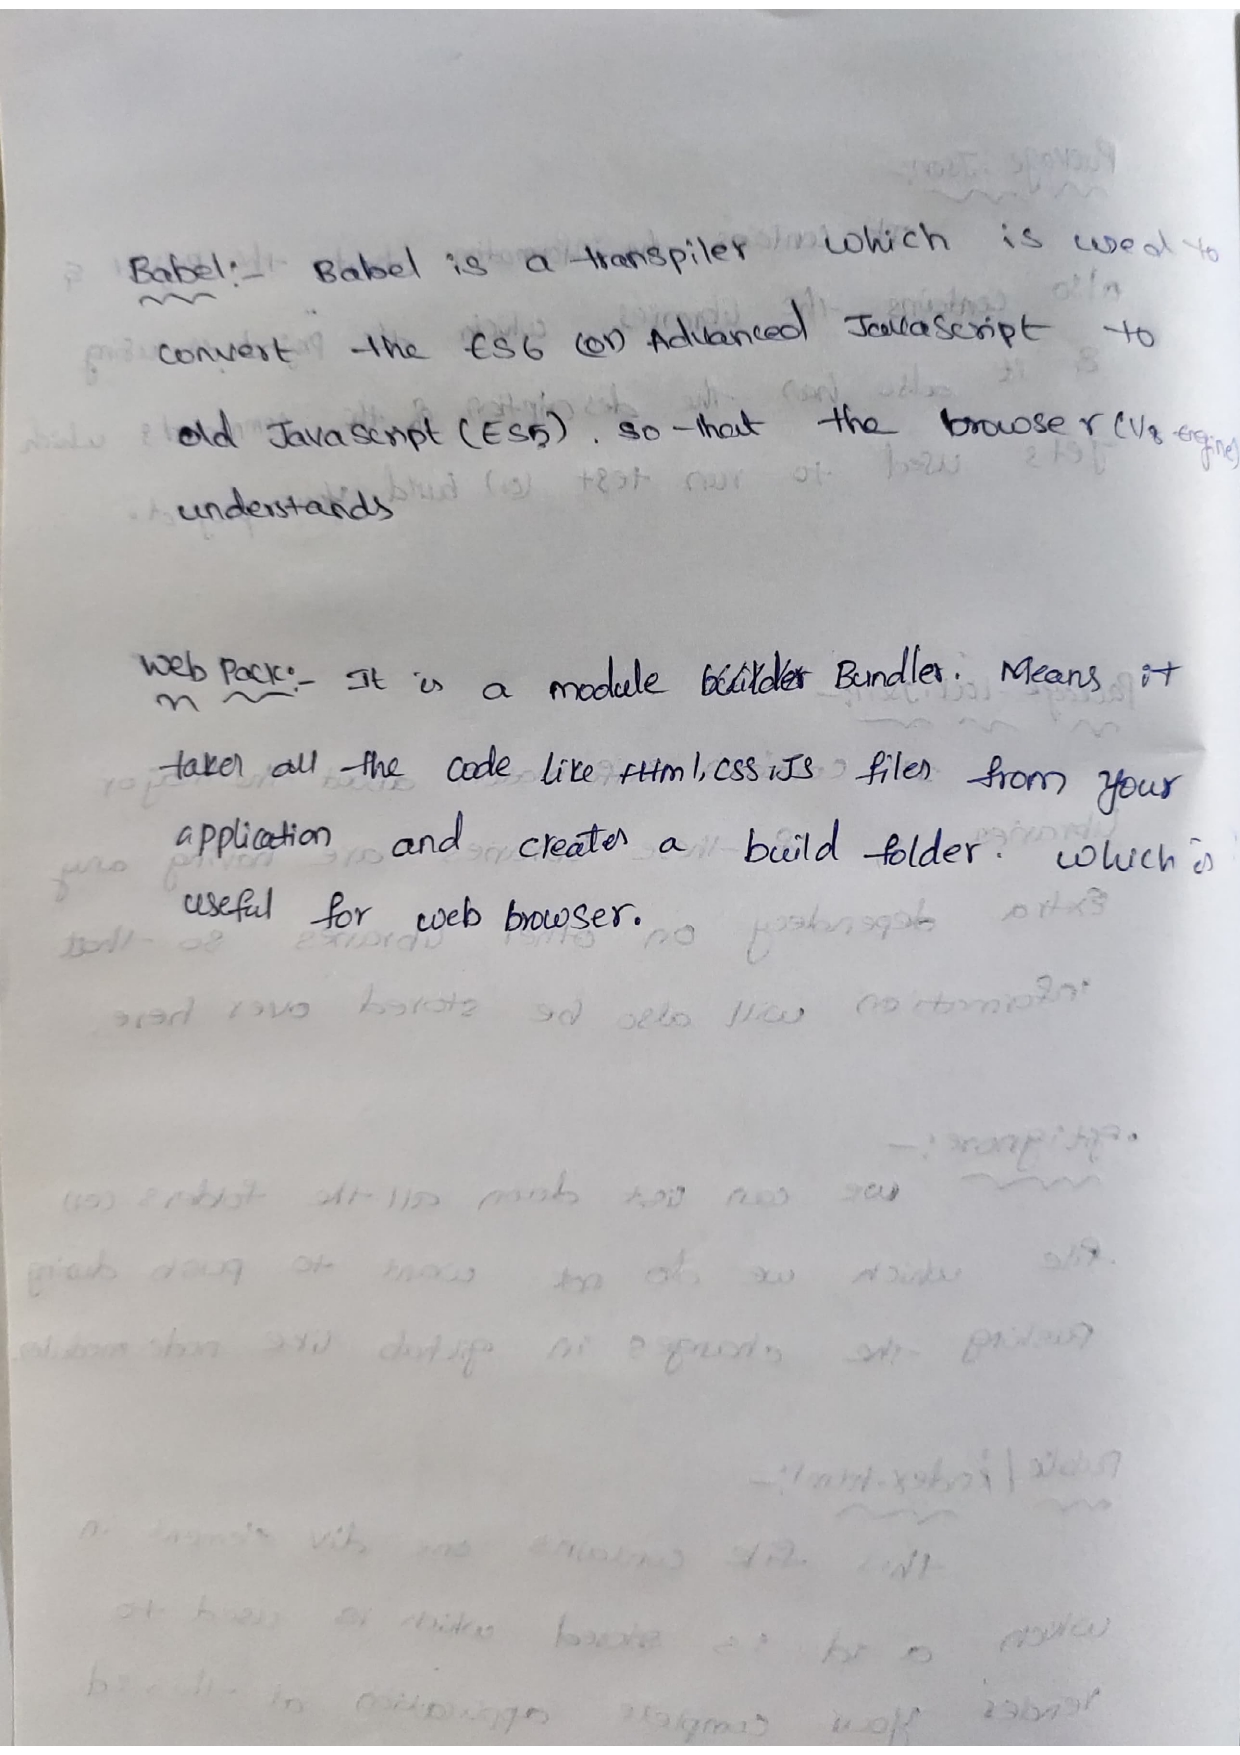 Babel:- Babel is a transpiler which is used to
convert the ES6 (or) Advanced JavaScript to
old Javascript (ES5). so that the browser (V8 engine)
understands
Web Pack:- It is a module builder Bundler. Means it
takes all the code like Html, CSS, JS files from your
application and creates a build folder. which is
useful for web browser.